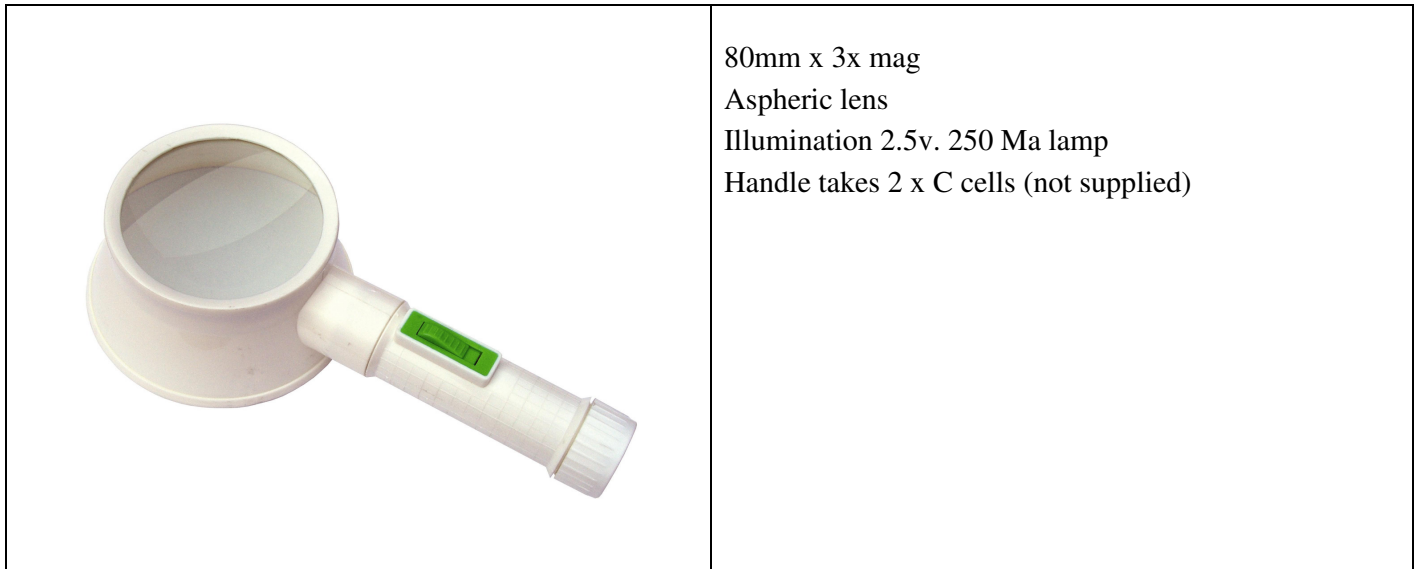 80mm x 3x mag
Aspheric lens
Illumination 2.5v. 250 Ma lamp
Handle takes 2 x C cells (not supplied)